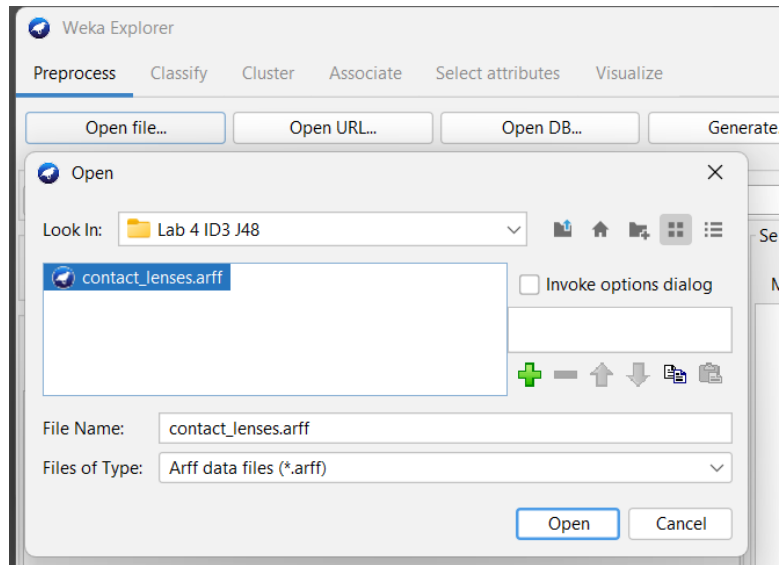 Weka Explorer
Preprocess Classify Cluster Associate Select attributes Visualize
Open file... Open URL... Open DB... Generate
Open
Look In: Lab 4 ID3 J48
Se
contact_lenses.arff
Invoke options dialog
File Name: contact_lenses.arff
Files of Type: Arff data files (*.arff)
Open Cancel